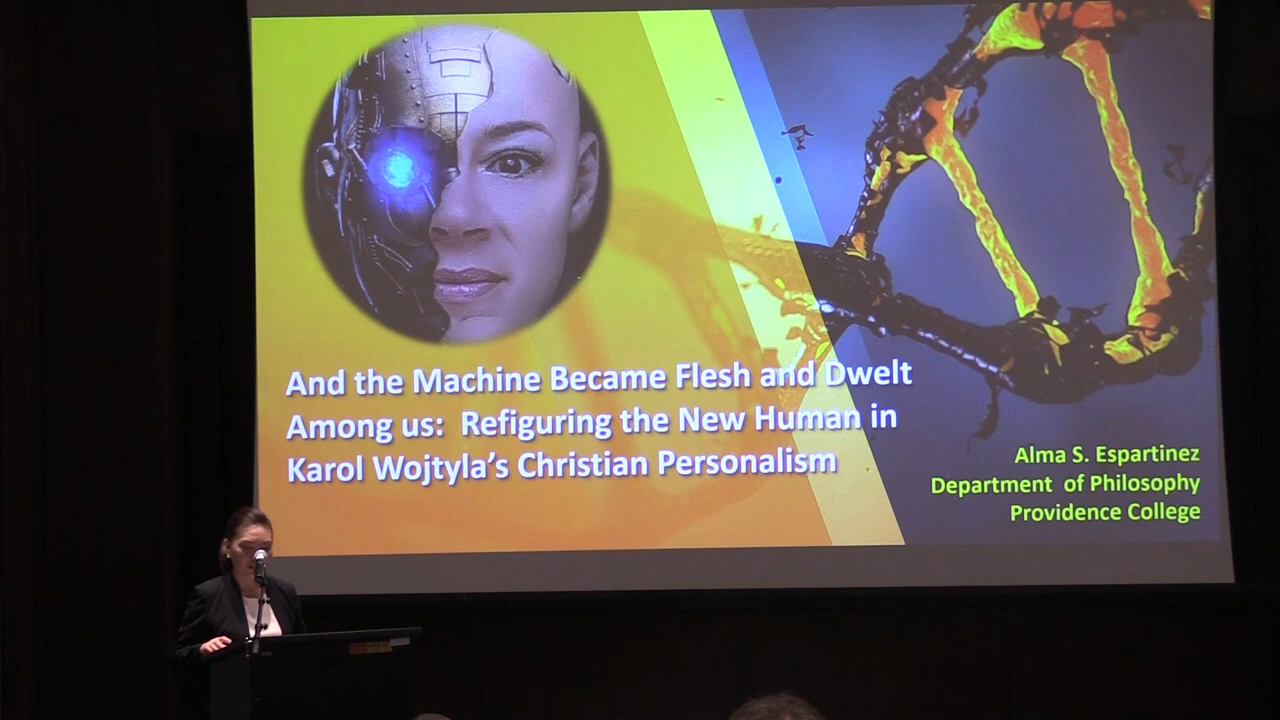 And the Machine Became Flesh and Dwelt
Among us:  Refiguring the New Human in
Karol Wojtyla’s Christian Personalism
Alma S. Espartinez
Department  of Philosophy
Providence College